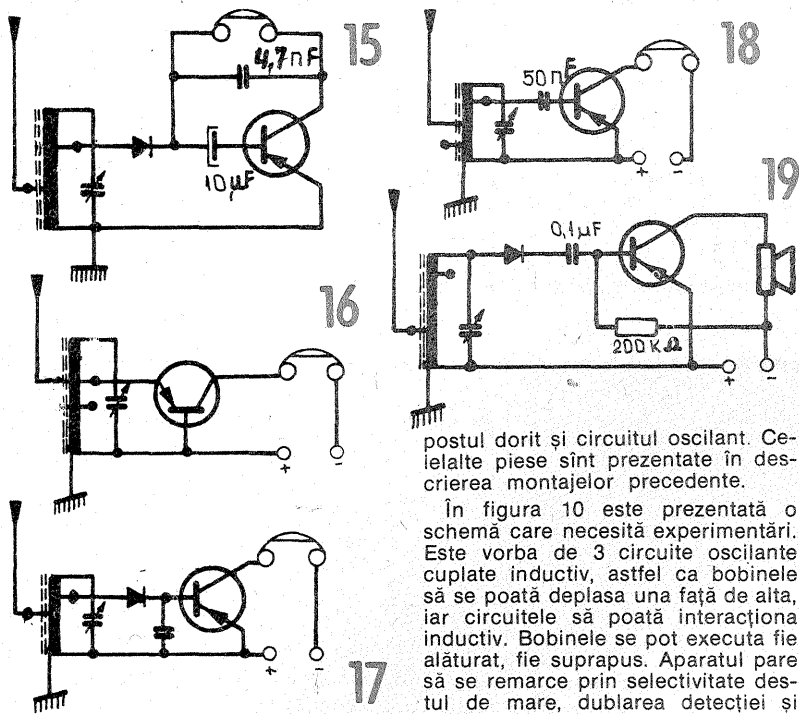 15
4,7nF
10µF
16
+
-
17
+
-
18
50nF
+
-
19
0,1µF
200KΩ
+
-
postul dorit și circuitul oscilant. Ce-
ielalte piese sînt prezentate în des-
crierea montajelor precedente.
În figura 10 este prezentată o
schemă care necesită experimentări.
Este vorba de 3 circuite oscilante
cuplate inductiv, astfel ca bobinele
să se poată deplasa una față de alta,
iar circuitele să poată interacționa
inductiv. Bobinele se pot executa fie
alăturat, fie suprapus. Aparatul pare
să se remarce prin selectivitate des-
tul de mare, dublarea detecției și